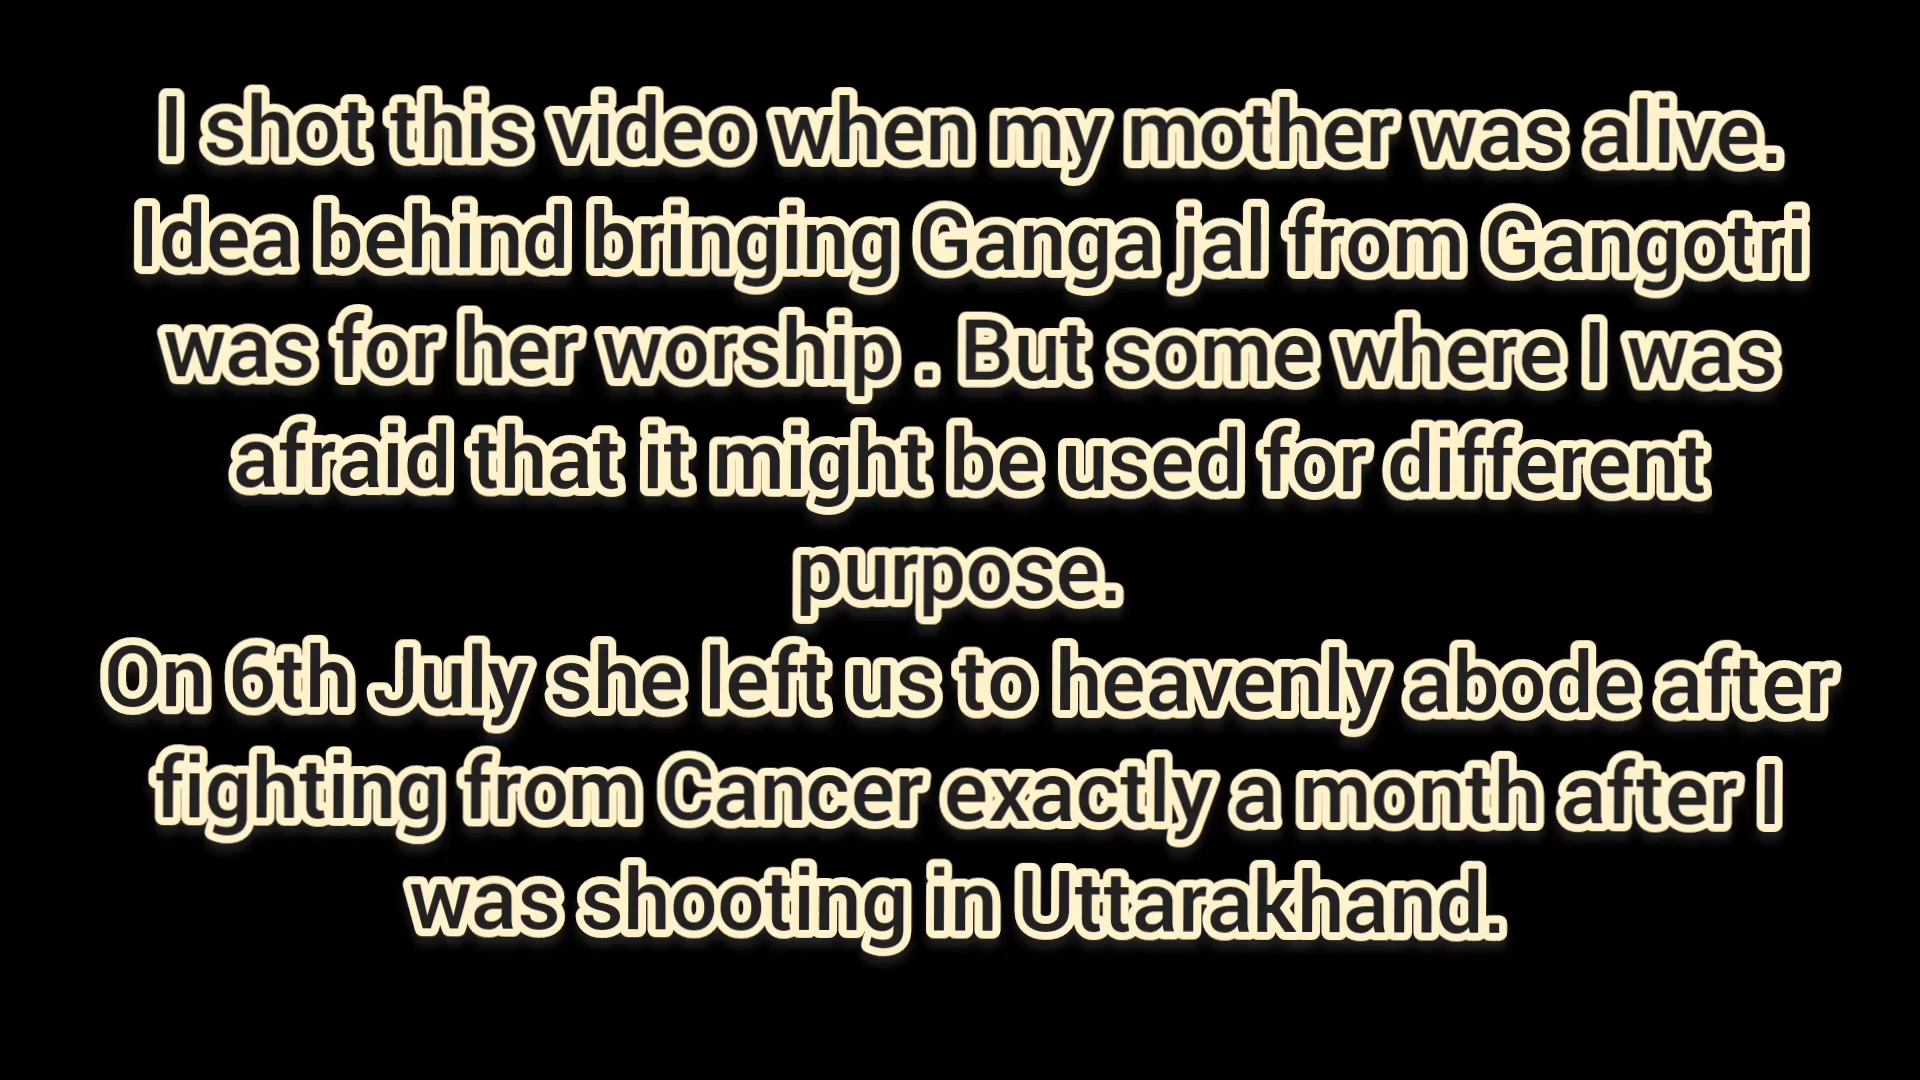 I shot this video when my mother was alive.
Idea behind bringing Ganga jal from Gangotri
was for her worship . But some where I was
afraid that it might be used for different
purpose.
On 6th July she left us to heavenly abode after
fighting from Cancer exactly a month after I
was shooting in Uttarakhand.